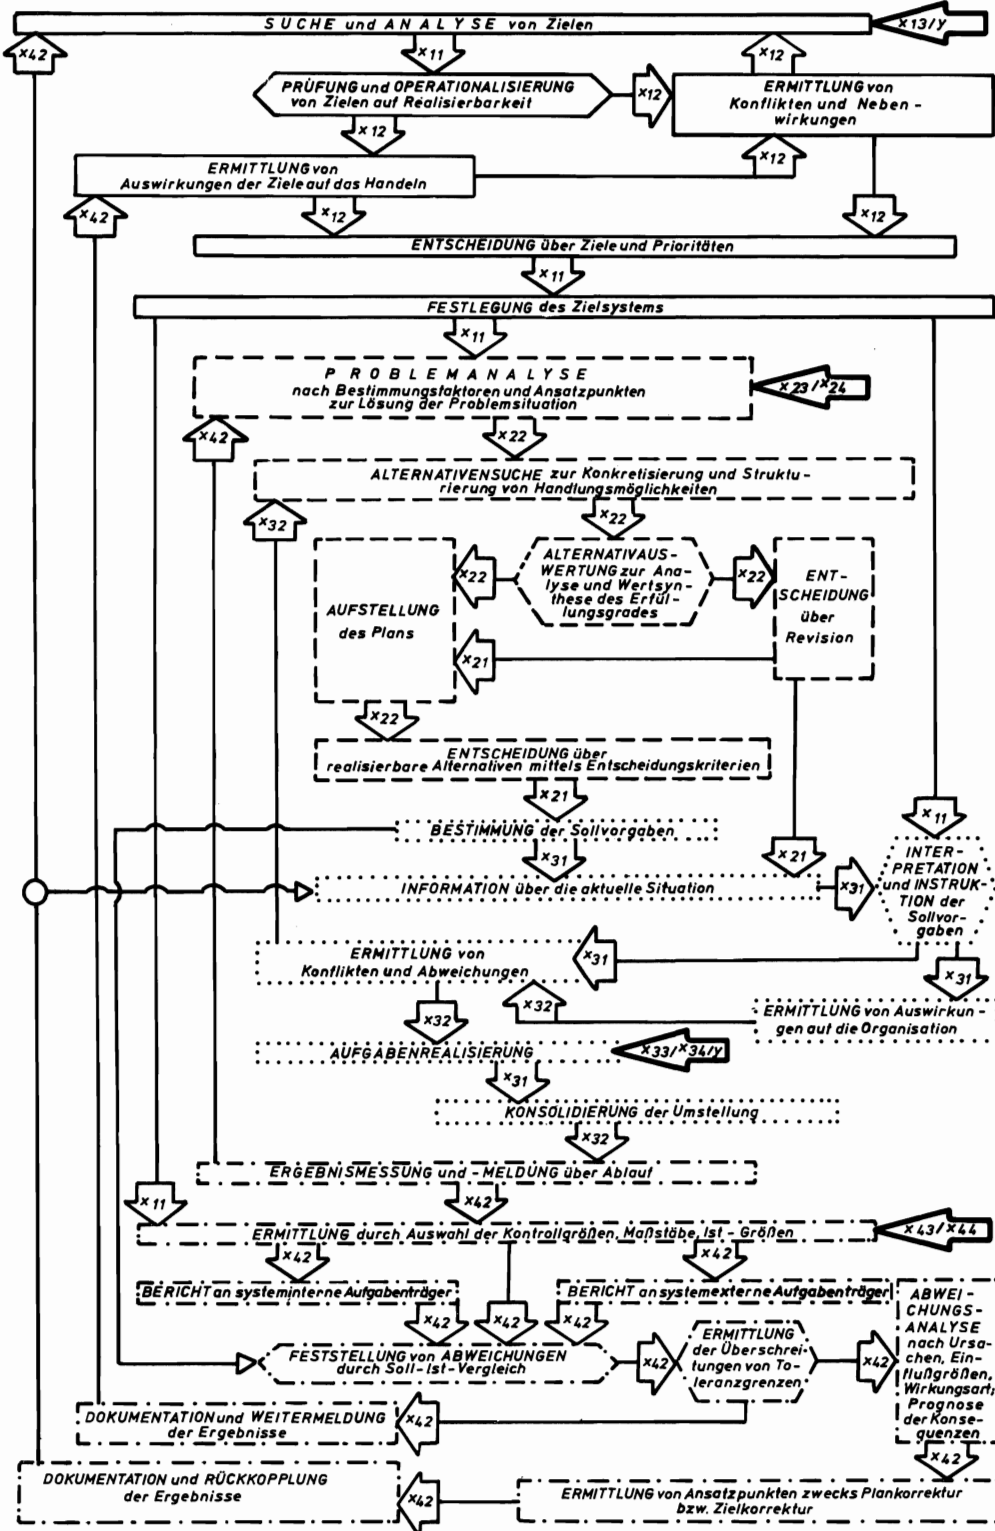 SUCHE und ANALYSE von Zielen
x13/y
x42
x11
x12
PRÜFUNG und OPERATIONALISIERUNG
von Zielen auf Realisierbarkeit
x12
ERMITTLUNG von
Konflikten und Neben-
wirkungen
x12
x12
ERMITTLUNG von
Auswirkungen der Ziele auf das Handeln
x42
x12
x12
ENTSCHEIDUNG über Ziele und Prioritäten
x11
FESTLEGUNG des Zielsystems
x11
PROBLEMANALYSE
nach Bestimmungsfaktoren und Ansatzpunkten
zur Lösung der Problemsituation
x23/x24
x42
x22
ALTERNATIVENSUCHE zur Konkretisierung und Struktu-
rierung von Handlungsmöglichkeiten
x32
x22
AUFSTELLUNG
des Plans
x22
ALTERNATIVAUS-
WERTUNG zur Ana-
lyse und Wertsyn-
these des Erfül-
lungsgrades
x22
ENT-
SCHEIDUNG
über
Revision
x21
x22
ENTSCHEIDUNG über
realisierbare Alternativen mittels Entscheidungskriterien
x21
x11
BESTIMMUNG der Sollvorgaben
x31
x21
INFORMATION über die aktuelle Situation
x31
INTER-
PRETATION
und INSTRUK-
TION der
Sollvor-
gaben
ERMITTLUNG von
Konflikten und Abweichungen
x31
x31
x32
x32
ERMITTLUNG von Auswirkun-
gen auf die Organisation
AUFGABENREALISIERUNG
x33/x34/y
x31
KONSOLIDIERUNG der Umstellung
x32
ERGEBNISMESSUNG und -MELDUNG über Ablauf
x11
x42
ERMITTLUNG durch Auswahl der Kontrollgrößen, Maßstäbe, Ist-Größen
x43/x44
x42
x42
BERICHT an systeminterne Aufgabenträger
BERICHT an systemexterne Aufgabenträger
x42
x42
x42
FESTSTELLUNG von ABWEICHUNGEN
durch Soll-Ist-Vergleich
x42
ERMITTLUNG
der Überschrei-
tungen von To-
leranzgrenzen
x42
ABWEI-
CHUNGS-
ANALYSE
nach Ursa-
chen, Ein-
flußgrößen,
Wirkungsart;
Prognose
der Konse-
quenzen
DOKUMENTATION und WEITERMELDUNG
der Ergebnisse
x42
x42
DOKUMENTATION und RÜCKKOPPLUNG
der Ergebnisse
x42
ERMITTLUNG von Ansatzpunkten zwecks Plankorrektur
bzw. Zielkorrektur